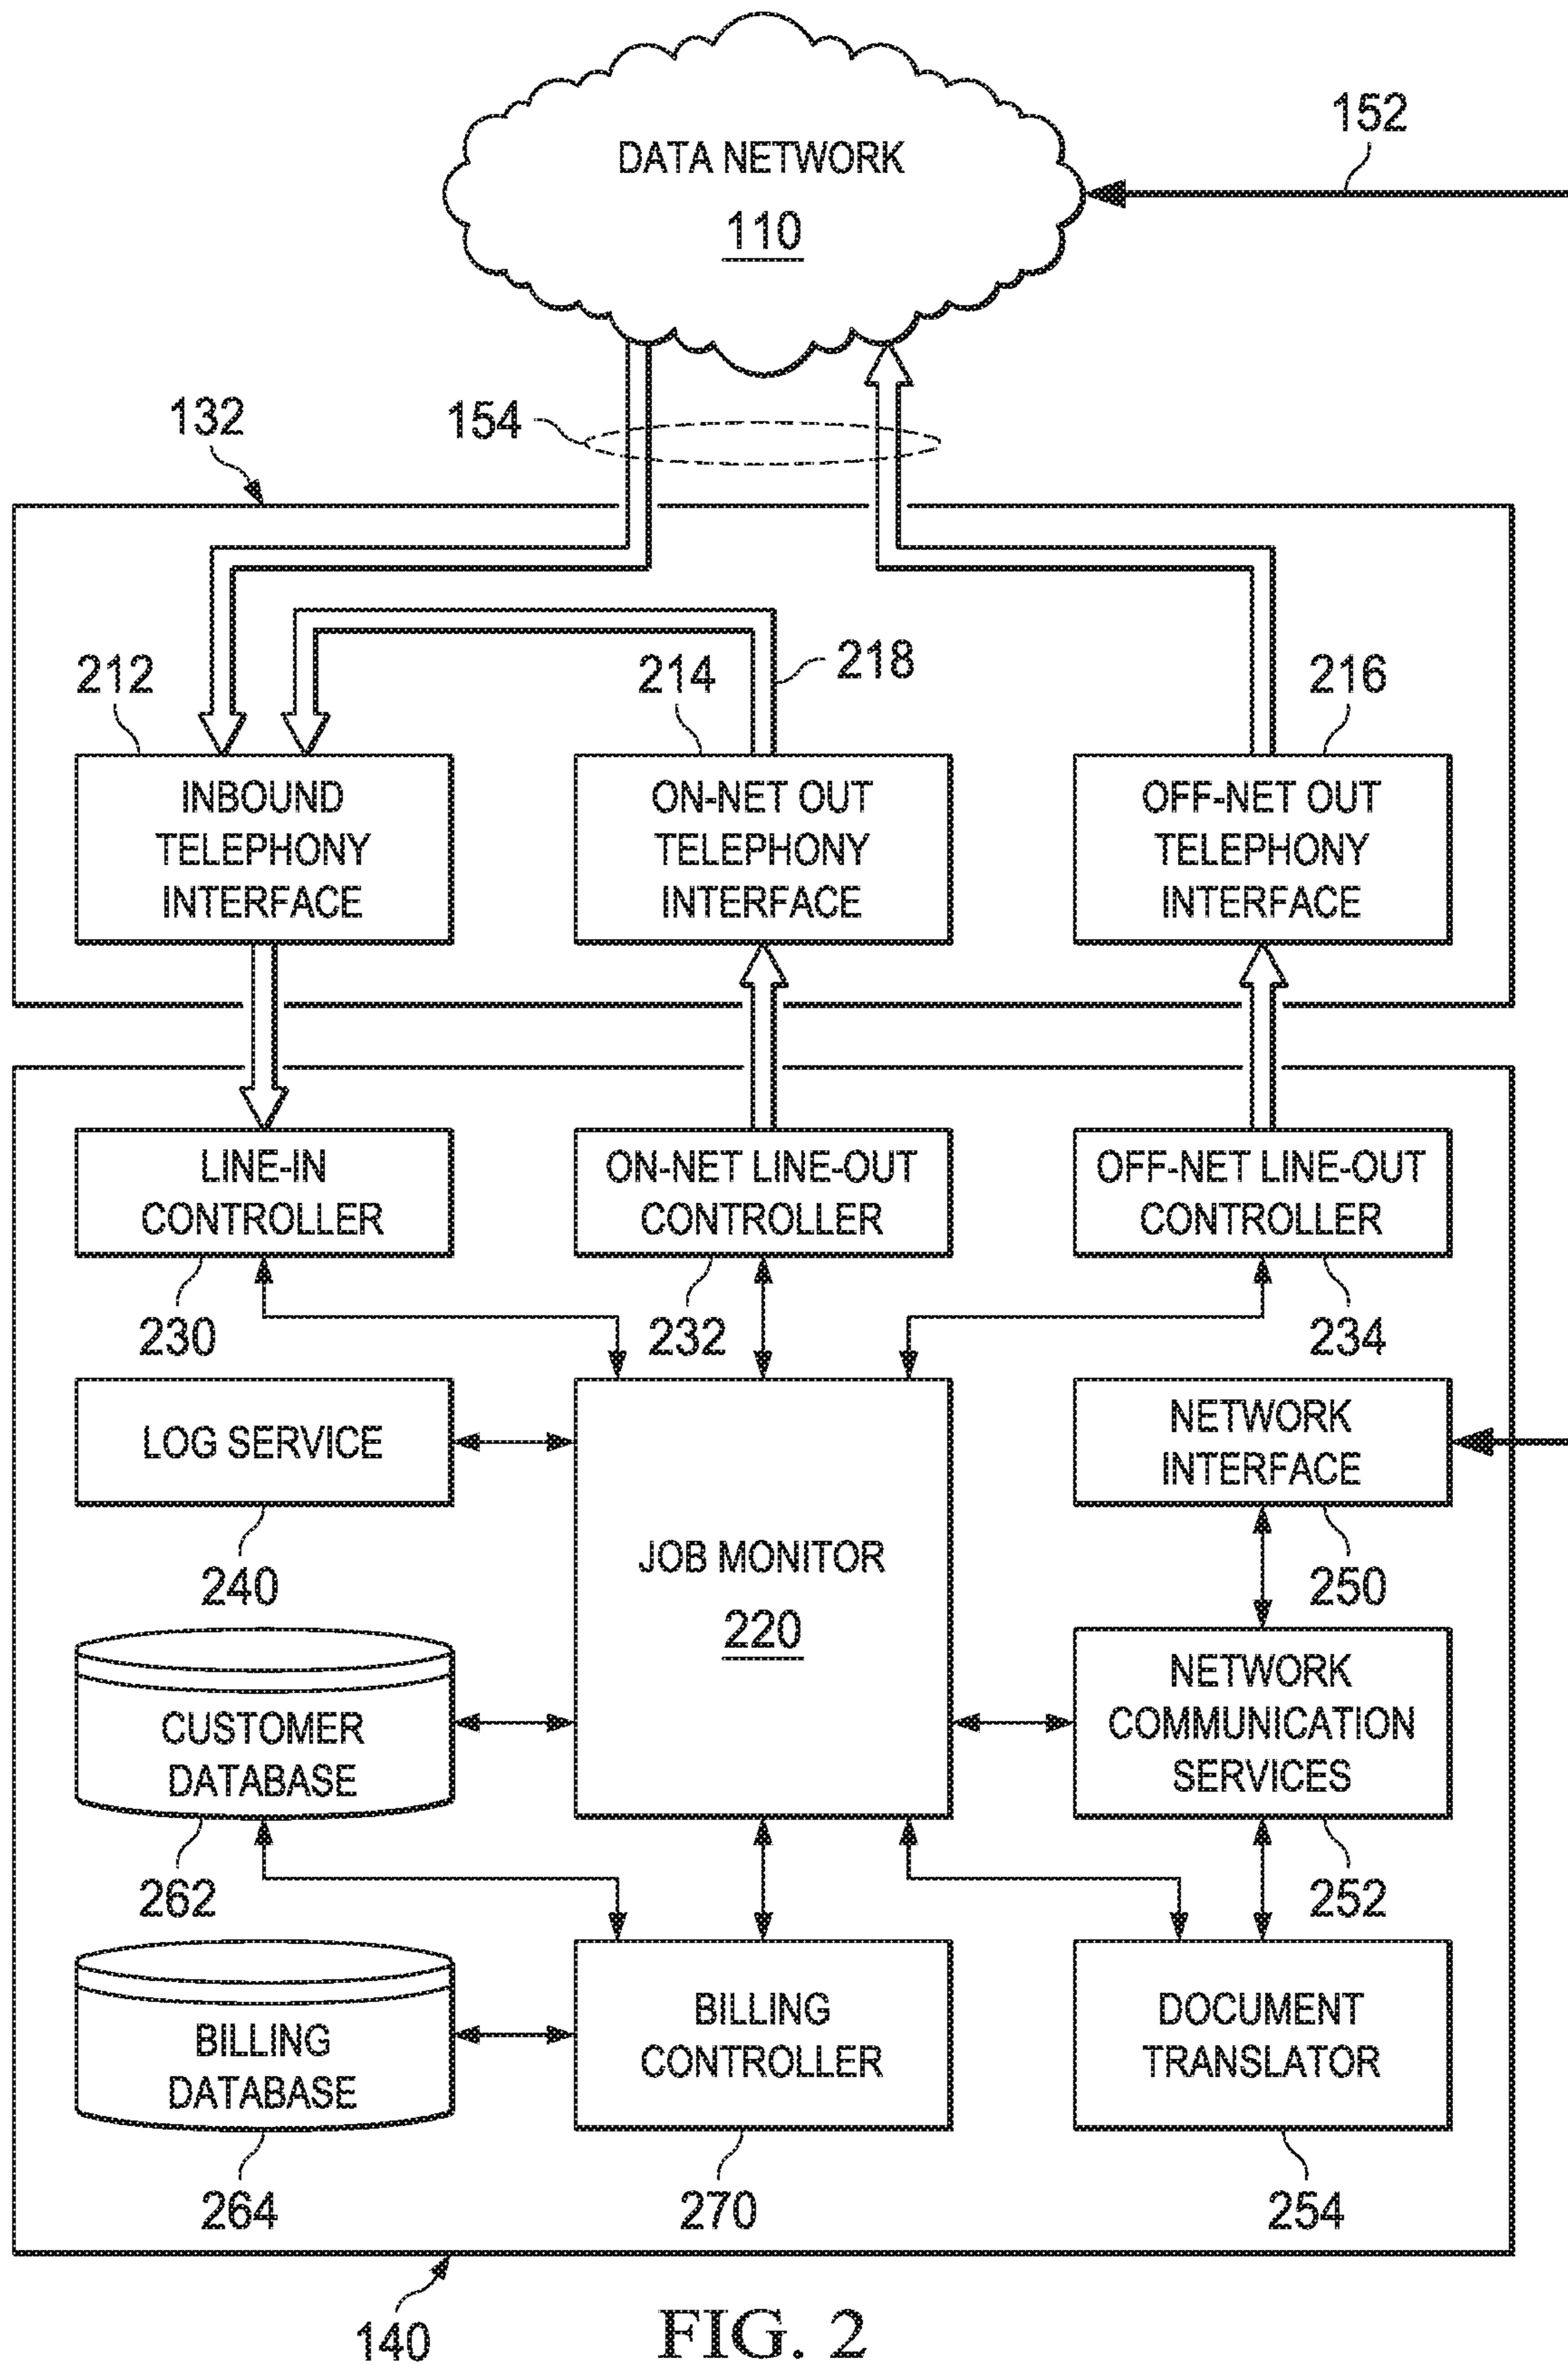 DATA NETWORK
110
152
154
132
212
214
218
216
INBOUND
TELEPHONY
INTERFACE
ON-NET OUT
TELEPHONY
INTERFACE
OFF-NET OUT
TELEPHONY
INTERFACE
LINE-IN
CONTROLLER
ON-NET LINE-OUT
CONTROLLER
OFF-NET LINE-OUT
CONTROLLER
230
232
234
LOG SERVICE
240
JOB MONITOR
220
NETWORK
INTERFACE
250
CUSTOMER
DATABASE
262
NETWORK
COMMUNICATION
SERVICES
252
BILLING
DATABASE
264
BILLING
CONTROLLER
270
DOCUMENT
TRANSLATOR
254
140
FIG. 2